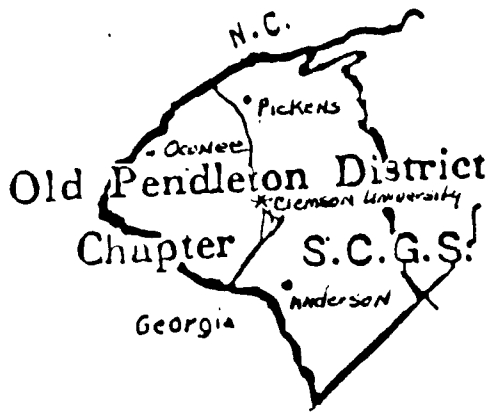 N.C.
Pickens
Oconee
Old Pendleton District
Clemson University
Chapter S.C.G.S.
Anderson
Georgia